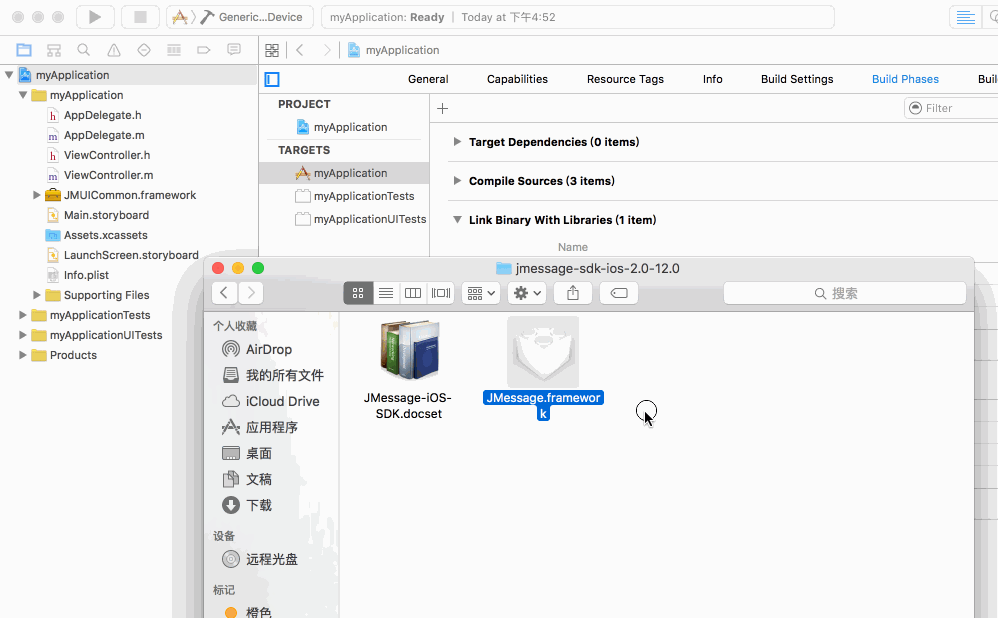 Generic...Device
myApplication: Ready | Today at 下午4:52
myApplication
myApplication
myApplication
AppDelegate.h
AppDelegate.m
ViewController.h
ViewController.m
JMUICommon.framework
Main.storyboard
Assets.xcassets
LaunchScreen.storyboard
Info.plist
Supporting Files
myApplicationTests
myApplicationUITests
Products
General Capabilities Resource Tags Info Build Settings Build Phases Buil
PROJECT
myApplication
TARGETS
myApplication
myApplicationTests
myApplicationUITests
Filter
Target Dependencies (0 items)
Compile Sources (3 items)
Link Binary With Libraries (1 item)
Name
jmessage-sdk-ios-2.0-12.0
搜索
个人收藏
AirDrop
我的所有文件
iCloud Drive
应用程序
桌面
文稿
下载
设备
远程光盘
标记
橙色
JMessage-iOS-
SDK.docset
JMessage.framewor
k